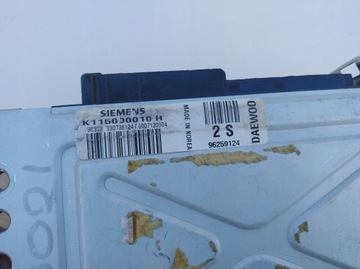 SIEMENS
K115030010 H
MADE IN KOREA
2 S
96259124
DAEWOO